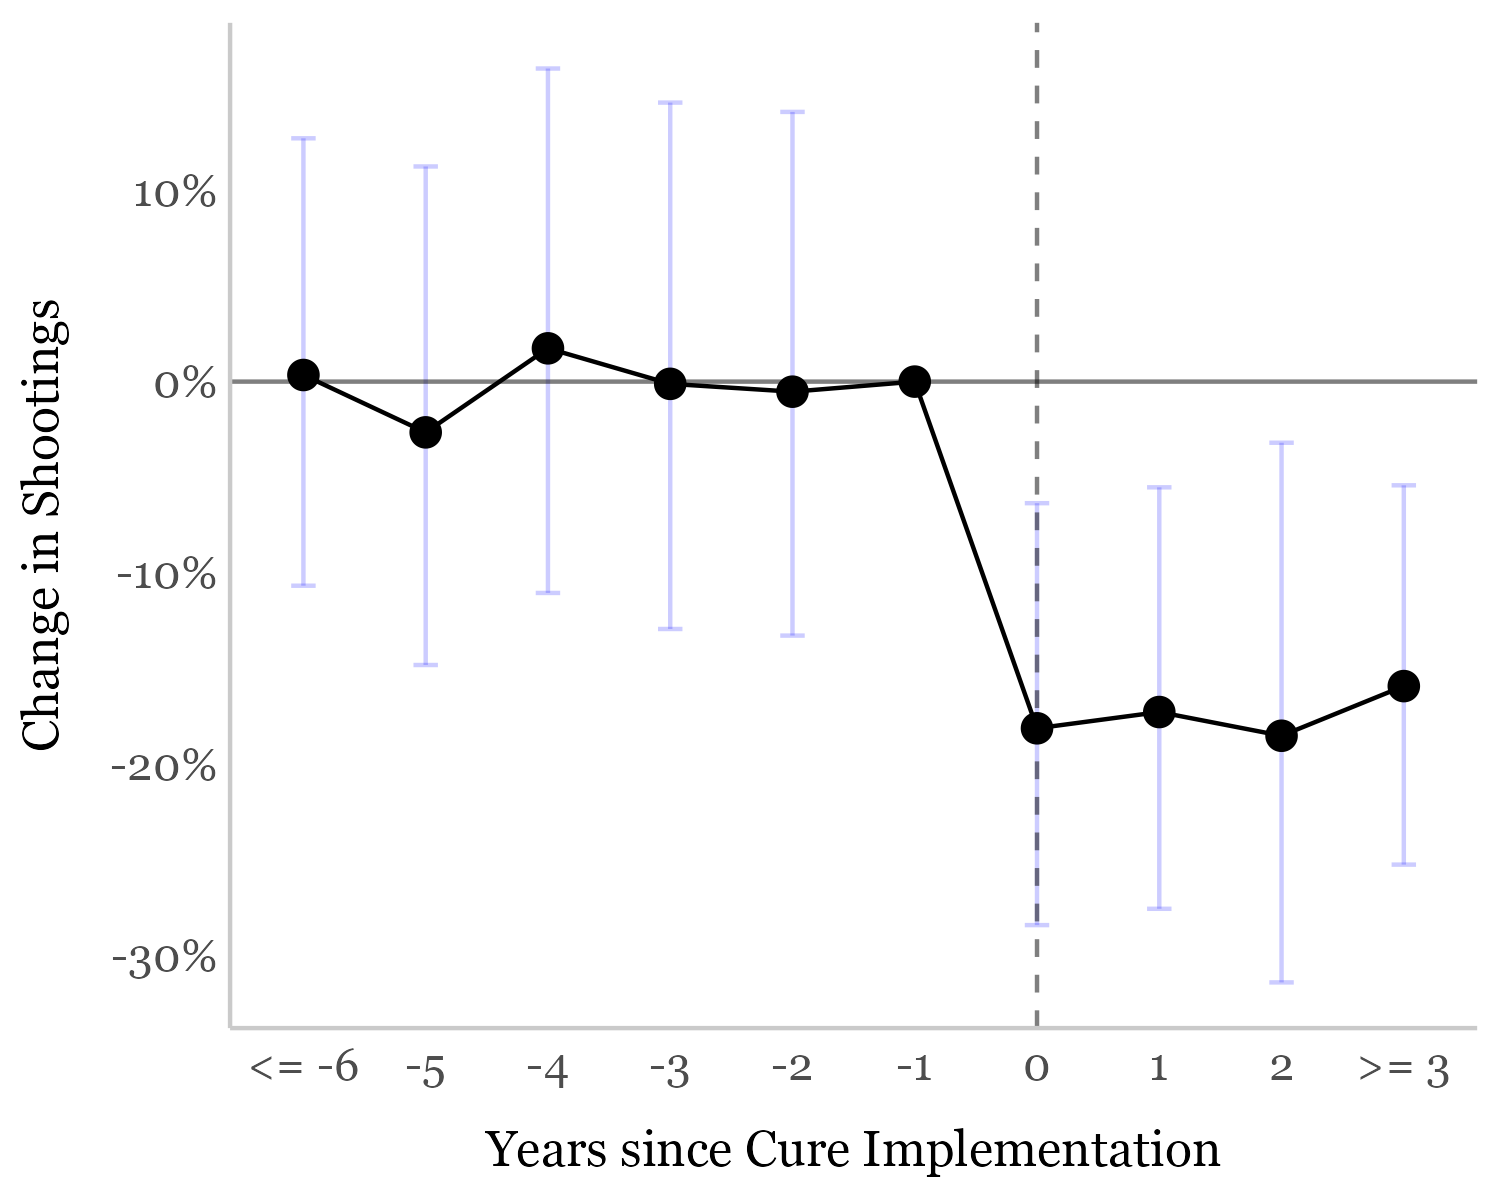 10%
0%
-10%
-20%
-30%
Change in Shootings
<= -6 -5 -4 -3 -2 -1 0 1 2 >= 3
Years since Cure Implementation